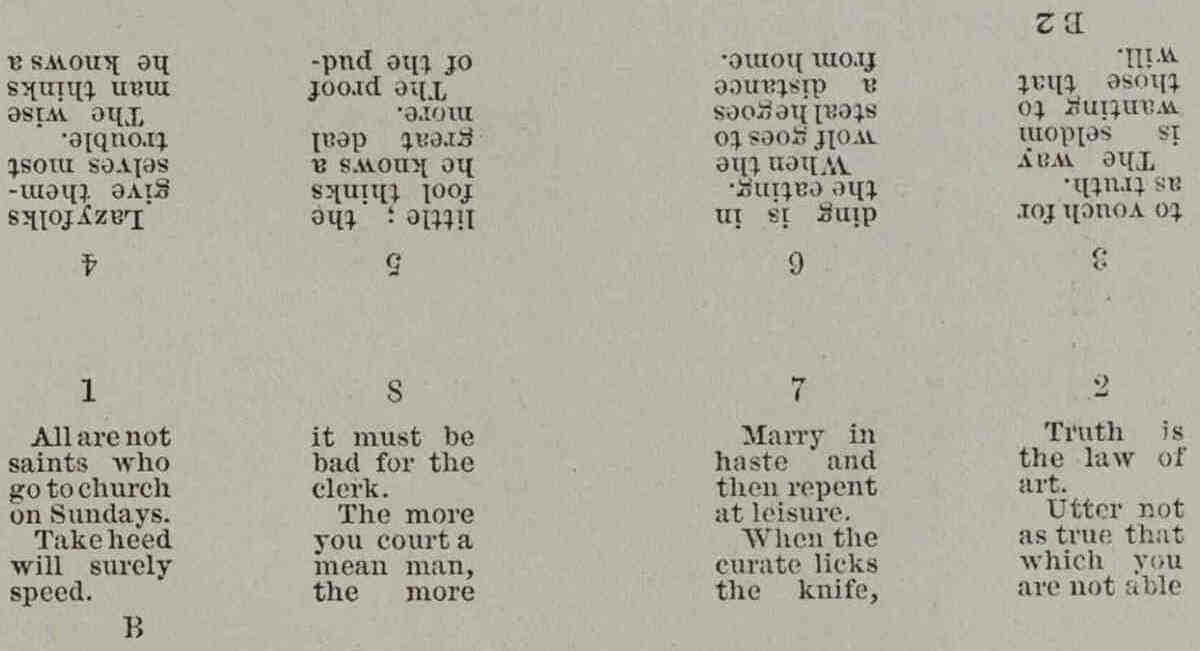 1
All are not
saints who
go to church
on Sundays.
Take heed
will surely
speed.
B
2
Truth is
the law of
art.
Utter not
as true that
which you
are not able
3
to vouch for
as truth.
The way
is seldom
wanting to
those that
will.
B 2
4
Lazy folks
give them-
selves most
trouble.
The wise
man thinks
he knows a
5
little ; the
fool thinks
he knows a
great deal
more.
The proof
of the pud-
6
ding is in
the eating.
When the
wolf goes to
steal he goes
a distance
from home.
7
Marry in
haste and
then repent
at leisure.
When the
curate licks
the knife,
8
it must be
bad for the
clerk.
The more
you court a
mean man,
the more